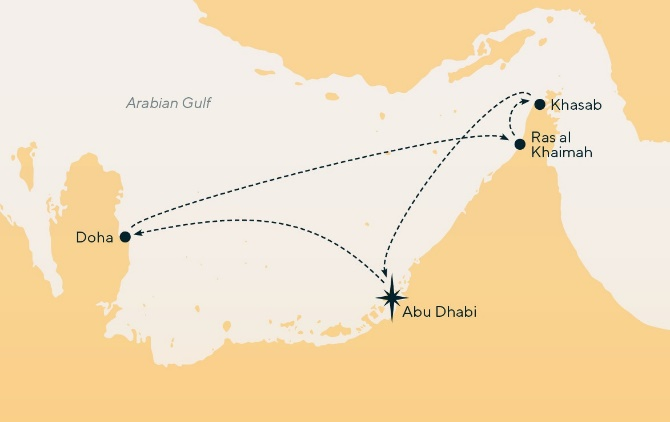 Arabian Gulf
Khasab
Ras al
Khaimah
Doha
Abu Dhabi